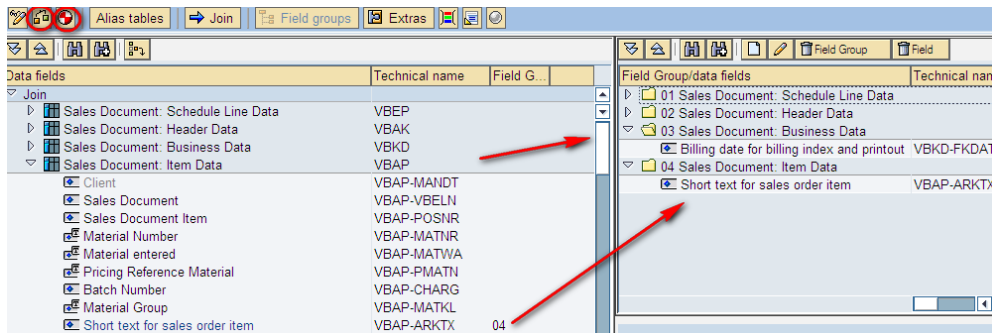 Alias tables Join Field groups Extras
Field Group Field
Data fields Technical name Field G...
Join
Sales Document: Schedule Line Data VBEP
Sales Document: Header Data VBAK
Sales Document: Business Data VBKD
Sales Document: Item Data VBAP
Client VBAP-MANDT
Sales Document VBAP-VBELN
Sales Document Item VBAP-POSNR
Material Number VBAP-MATNR
Material entered VBAP-MATWA
Pricing Reference Material VBAP-PMATN
Batch Number VBAP-CHARG
Material Group VBAP-MATKL
Short text for sales order item VBAP-ARKTX 04
Field Group/data fields Technical nam
01 Sales Document: Schedule Line Data
02 Sales Document: Header Data
03 Sales Document: Business Data
Billing date for billing index and printout VBKD-FKDAT
04 Sales Document: Item Data
Short text for sales order item VBAP-ARKTX